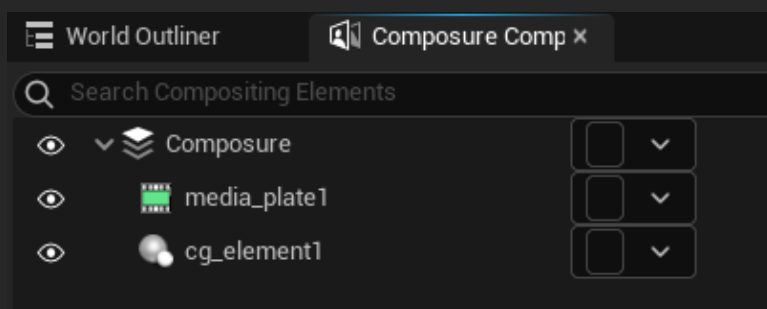 World Outliner
Composure Comp
Search Compositing Elements
Composure
media_plate1
cg_element1